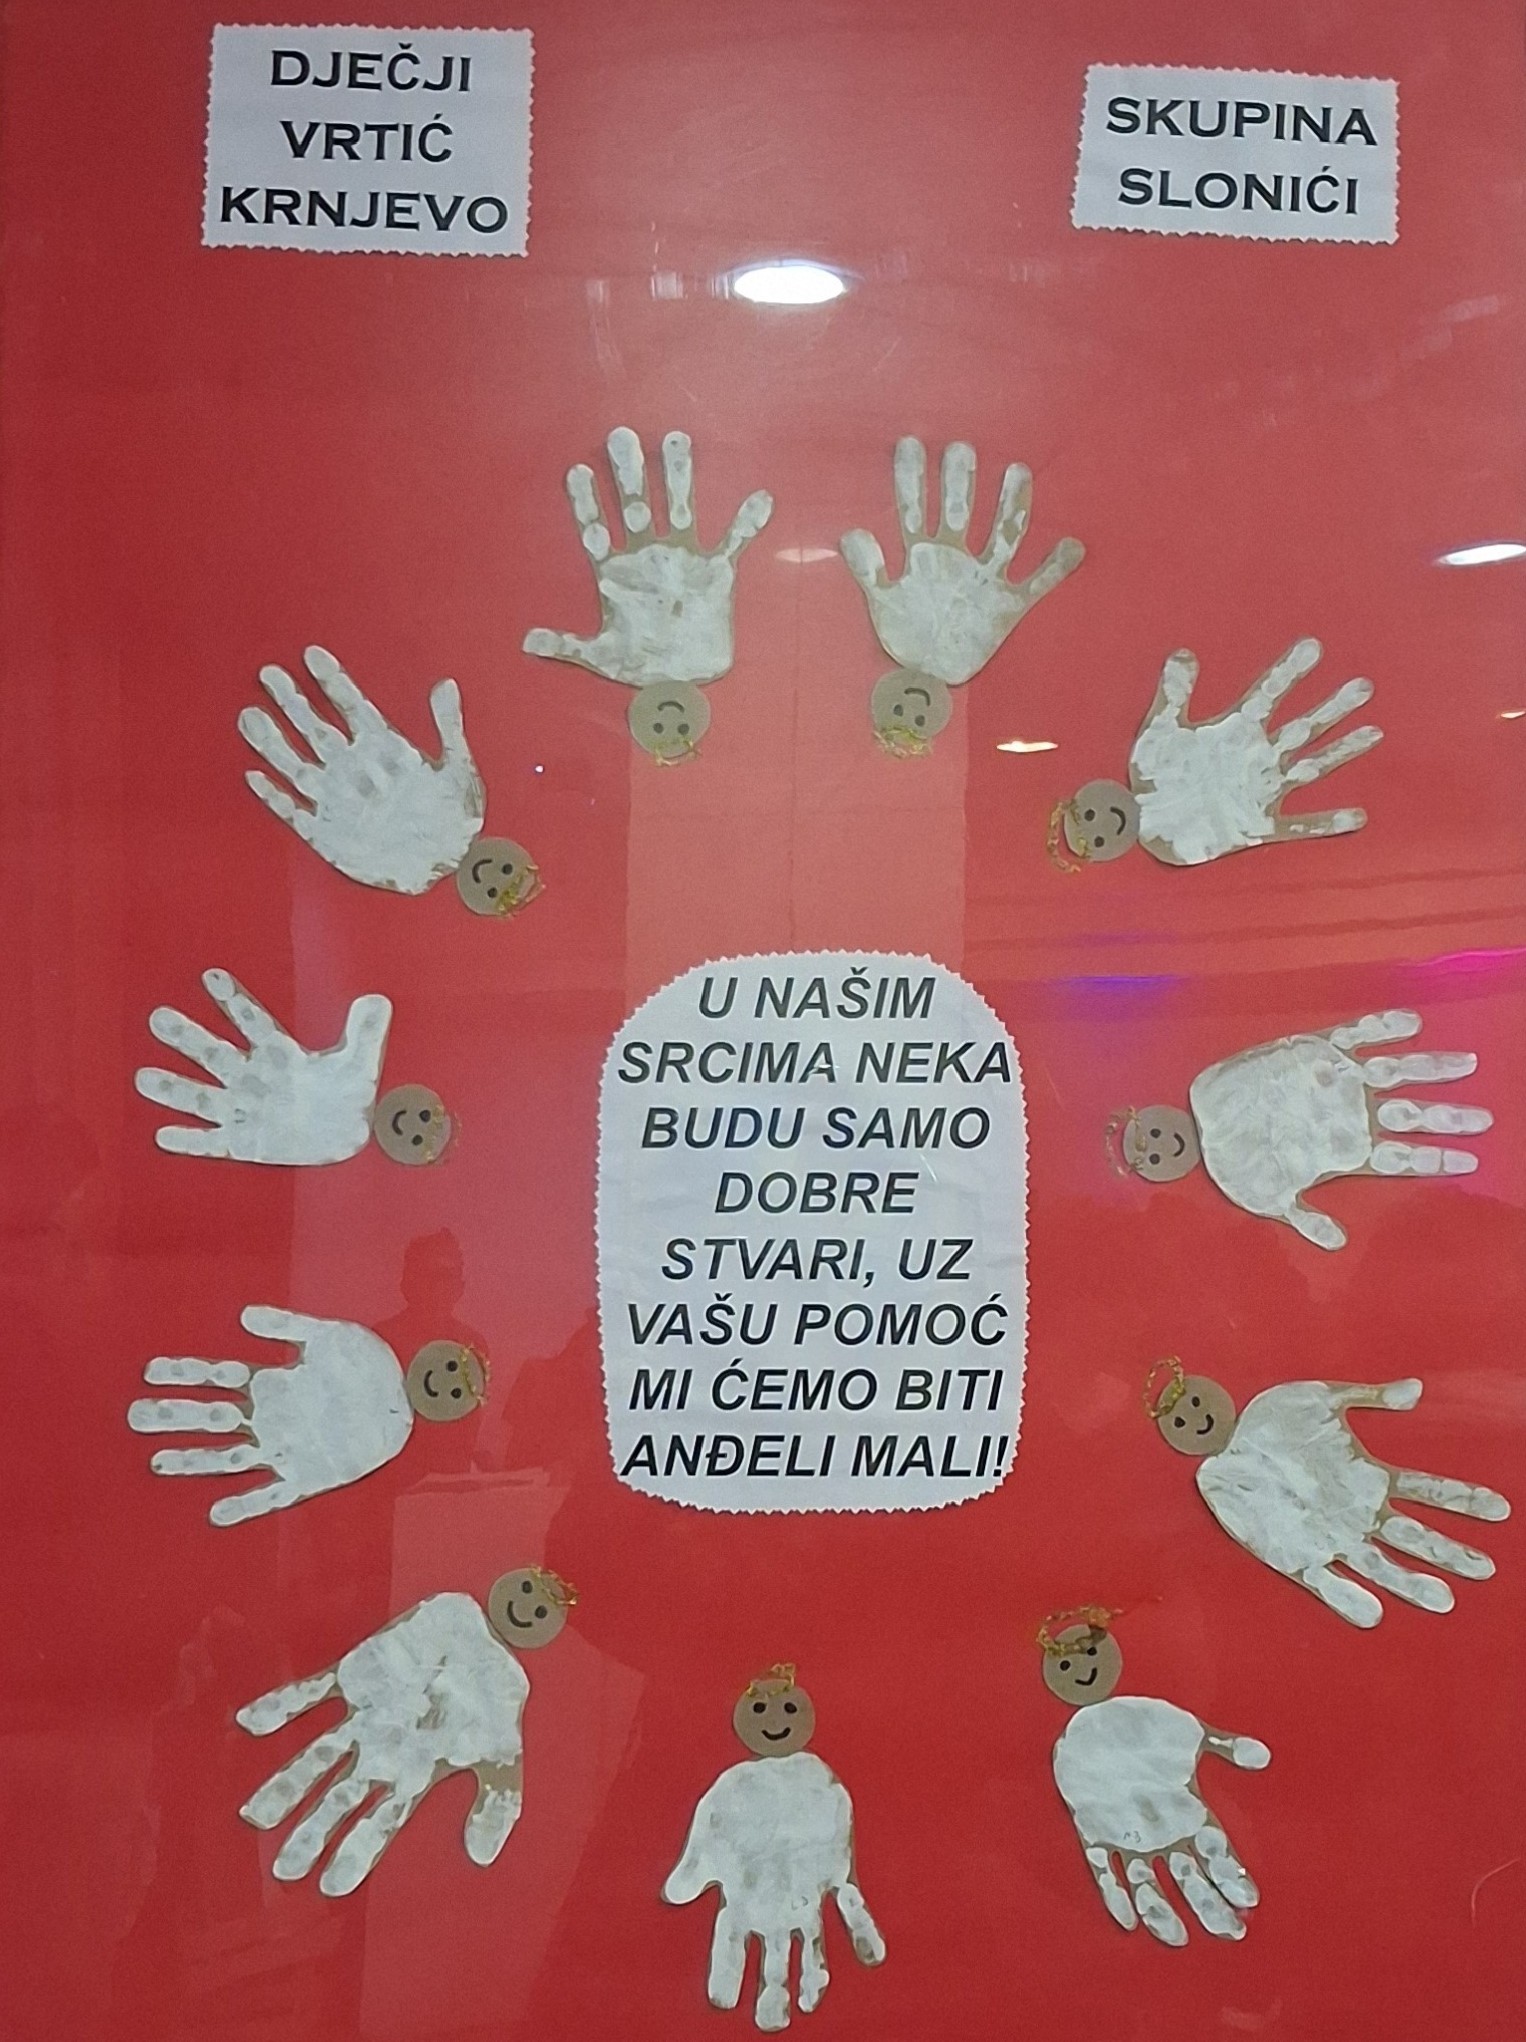 DJEČJI
VRTIĆ
KRNJEVO
SKUPINA
SLONIĆI
U NAŠIM
SRCIMA NEKA
BUDU SAMO
DOBRE
STVARI, UZ
VAŠU POMOĆ
MI ĆEMO BITI
ANĐELI MALI!